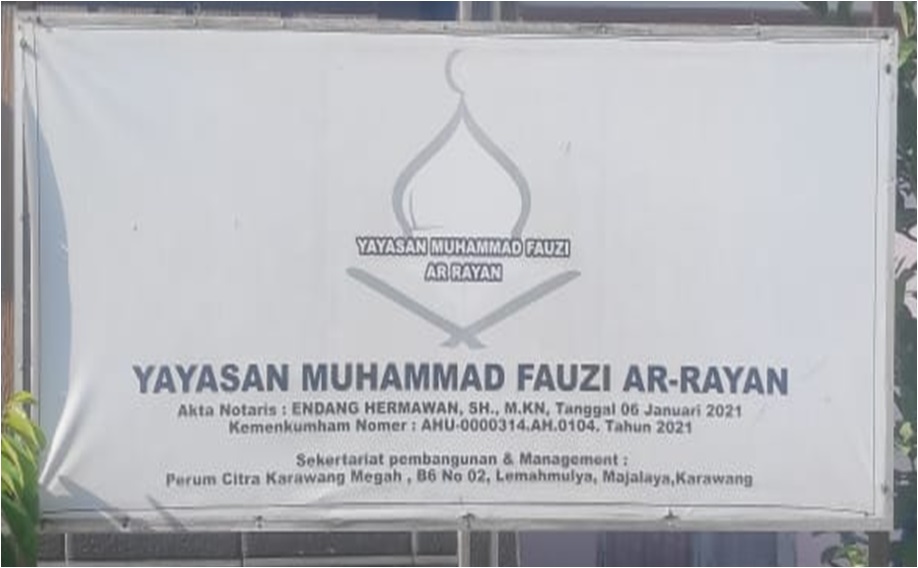 YAYASAN MUHAMMAD FAUZI
AR RAYAN
YAYASAN MUHAMMAD FAUZI AR-RAYAN
Akta Notaris : ENDANG HERMAWAN, SH., M.KN, Tanggal 06 Januari 2021
Kemenkumham Nomer : AHU-0000314.AH.0104. Tahun 2021
Sekertariat pembangunan & Management :
Perum Citra Karawang Megah , B6 No 02, Lemahmulya, Majalaya,Karawang